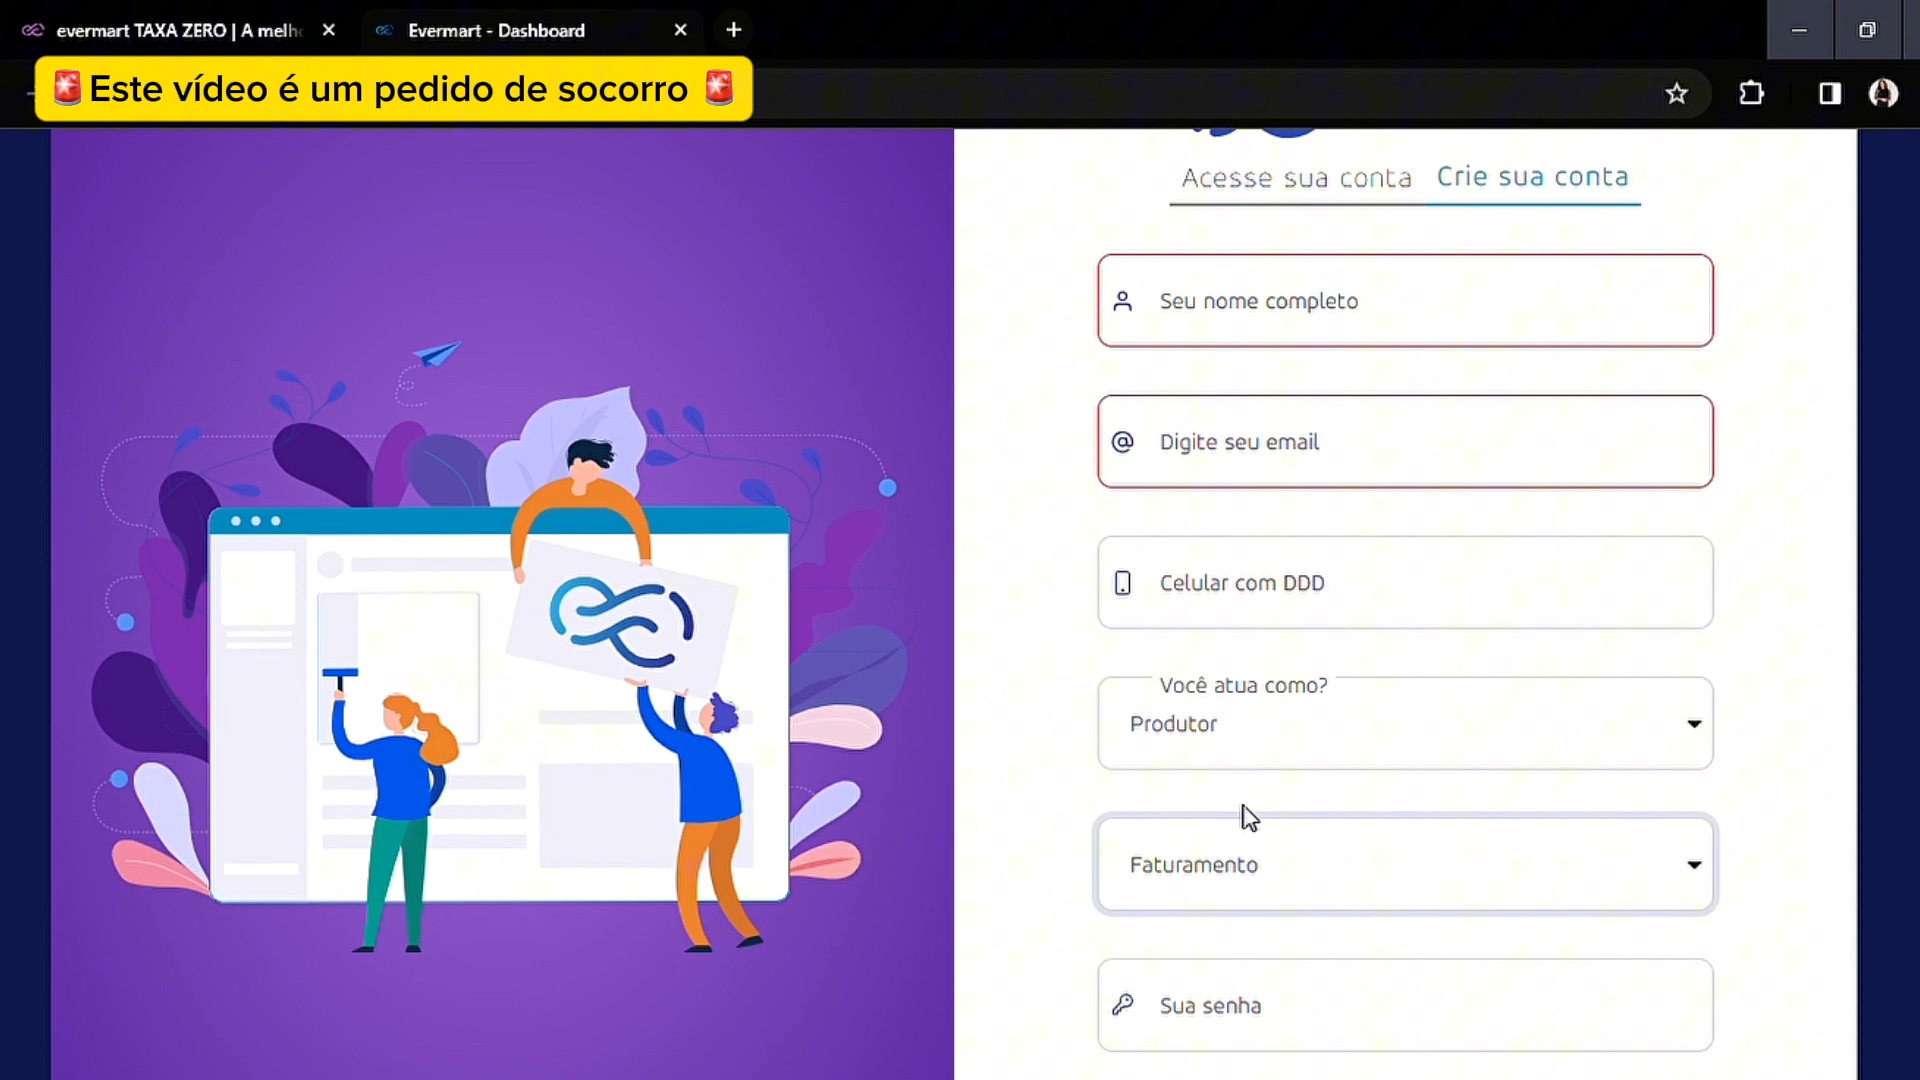 evermart TAXA ZERO | A melh
Evermart - Dashboard
🚨Este vídeo é um pedido de socorro 🚨
Acesse sua conta
Crie sua conta
Seu nome completo
Digite seu email
Celular com DDD
Você atua como?
Produtor
Faturamento
Sua senha